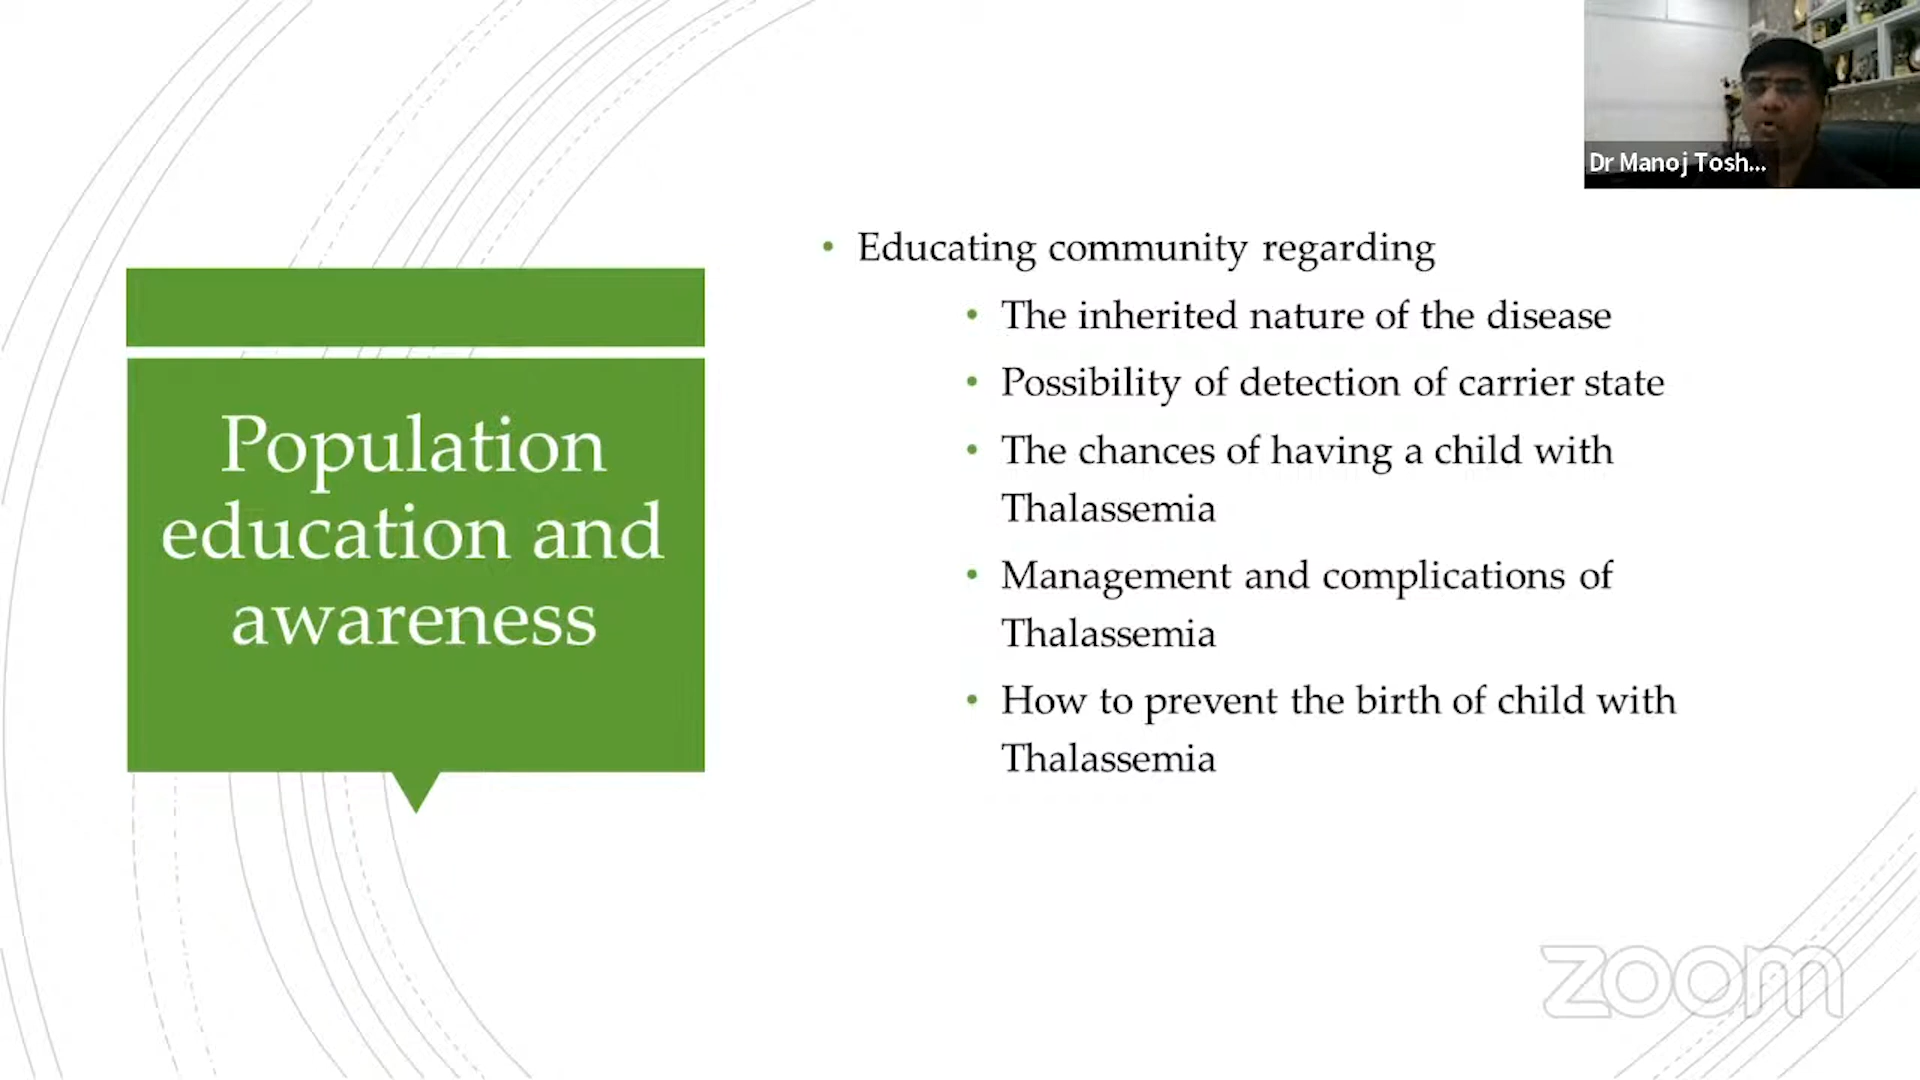 Dr Manoj Tosh...
Population
education and
awareness
• Educating community regarding
• The inherited nature of the disease
• Possibility of detection of carrier state
• The chances of having a child with
Thalassemia
• Management and complications of
Thalassemia
• How to prevent the birth of child with
Thalassemia
zoom